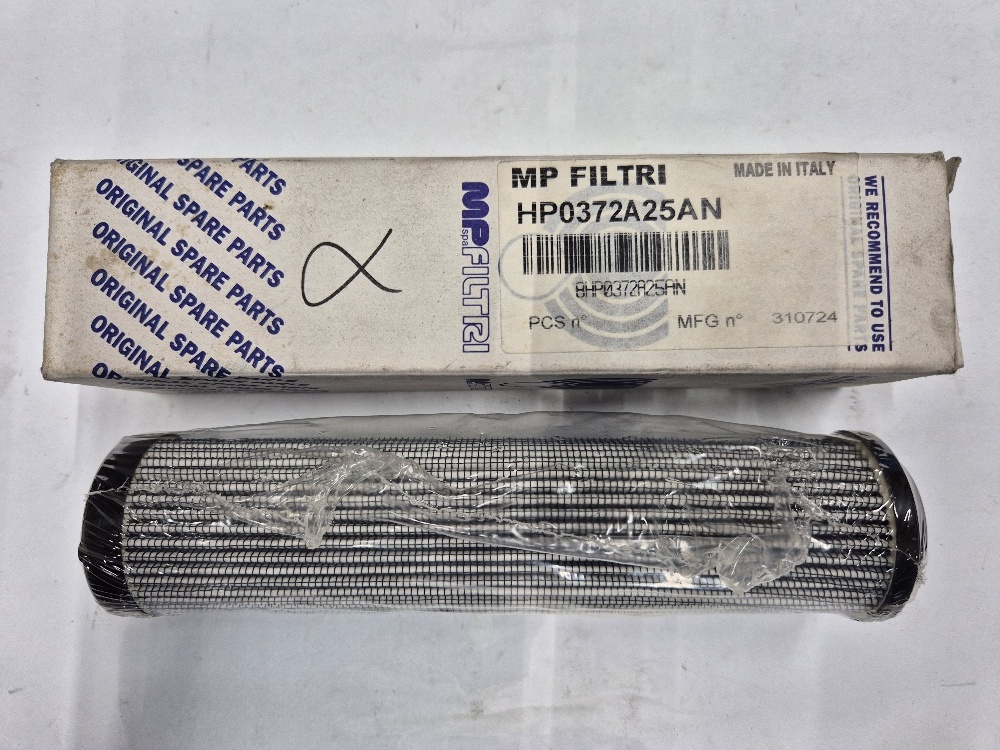 PARTS
ORIGINAL SPARE PARTS
ORIGINAL SPARE PARTS
ORIGINAL SPARE PARTS
ORIGINAL SPARE PARTS
ORIGINAL
MP FILTRI
spa
MP FILTRI
MADE IN ITALY
HP0372A25AN
8HP0372A25AN
PCS n°
MFG n° 310724
WE RECOMMEND TO USE
ORIGINAL SPARE PARTS